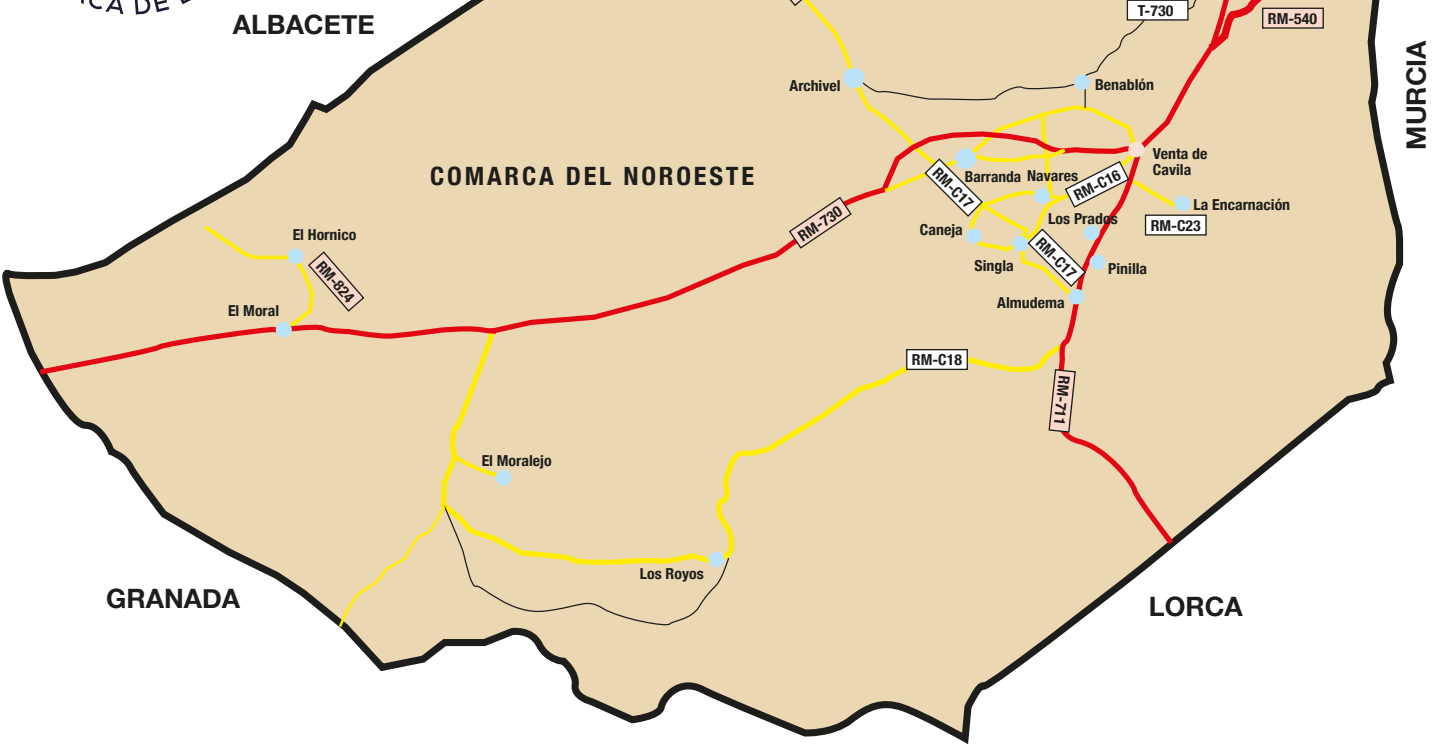 ALBACETE
T-730
RM-540
MURCIA
Archivel
Benablón
COMARCA DEL NOROESTE
Venta de
Cavila
Barranda
Navares
RM-C16
RM-C17
La Encarnación
Los Prados
RM-C23
RM-730
Caneja
El Hornico
Singla
RM-C17
Pinilla
RM-824
Almudema
El Moral
RM-C18
RM-711
El Moralejo
Los Royos
GRANADA
LORCA